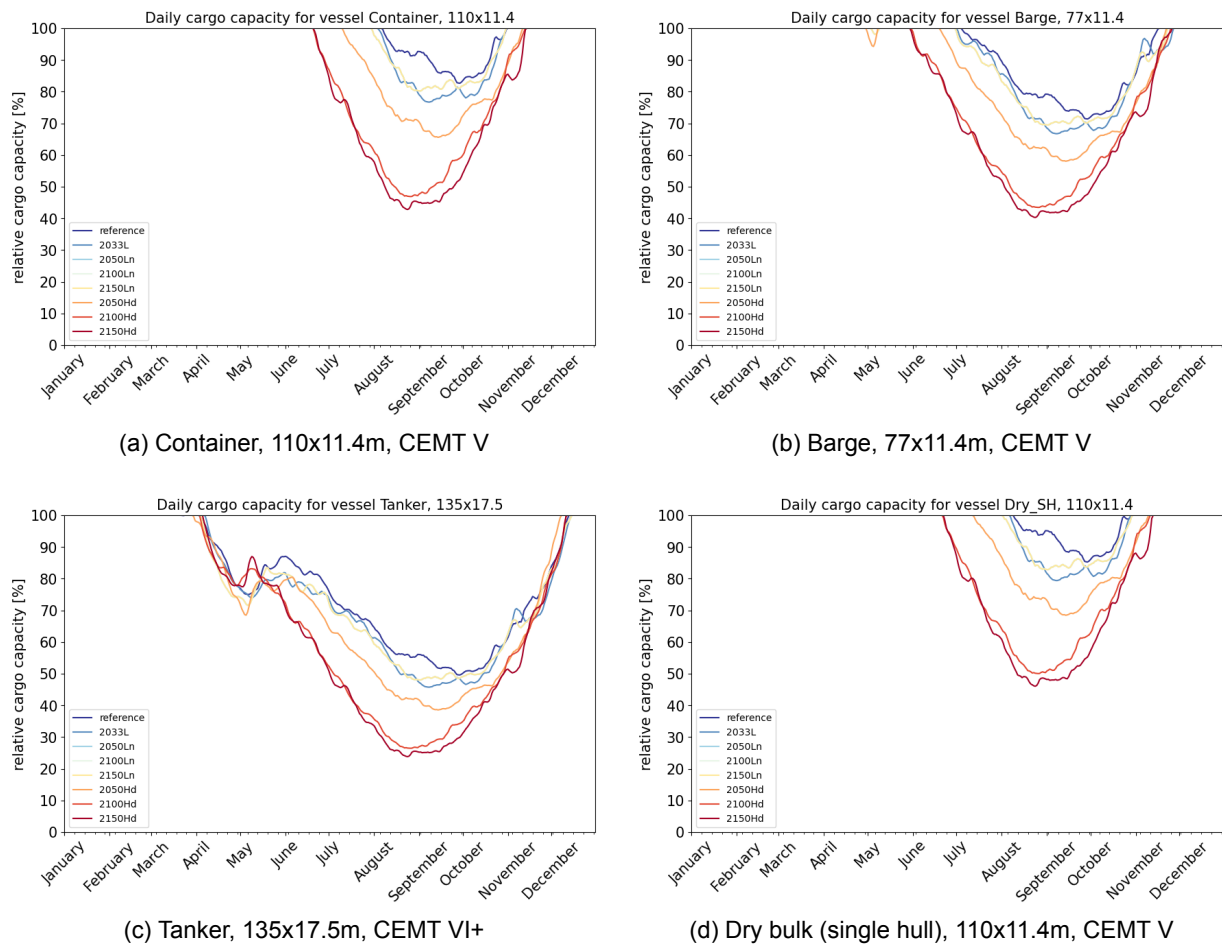 Daily cargo capacity for vessel Container, 110x11.4
relative cargo capacity [%]
100
90
80
70
60
50
40
30
20
10
0
reference
2033L
2050Ln
2100Ln
2150Ln
2050Hd
2100Hd
2150Hd
January
February
March
April
May
June
July
August
September
October
November
December
(a) Container, 110x11.4m, CEMT V
Daily cargo capacity for vessel Barge, 77x11.4
relative cargo capacity [%]
100
90
80
70
60
50
40
30
20
10
0
reference
2033L
2050Ln
2100Ln
2150Ln
2050Hd
2100Hd
2150Hd
January
February
March
April
May
June
July
August
September
October
November
December
(b) Barge, 77x11.4m, CEMT V
Daily cargo capacity for vessel Tanker, 135x17.5
relative cargo capacity [%]
100
90
80
70
60
50
40
30
20
10
0
reference
2033L
2050Ln
2100Ln
2150Ln
2050Hd
2100Hd
2150Hd
January
February
March
April
May
June
July
August
September
October
November
December
(c) Tanker, 135x17.5m, CEMT VI+
Daily cargo capacity for vessel Dry_SH, 110x11.4
relative cargo capacity [%]
100
90
80
70
60
50
40
30
20
10
0
reference
2033L
2050Ln
2100Ln
2150Ln
2050Hd
2100Hd
2150Hd
January
February
March
April
May
June
July
August
September
October
November
December
(d) Dry bulk (single hull), 110x11.4m, CEMT V